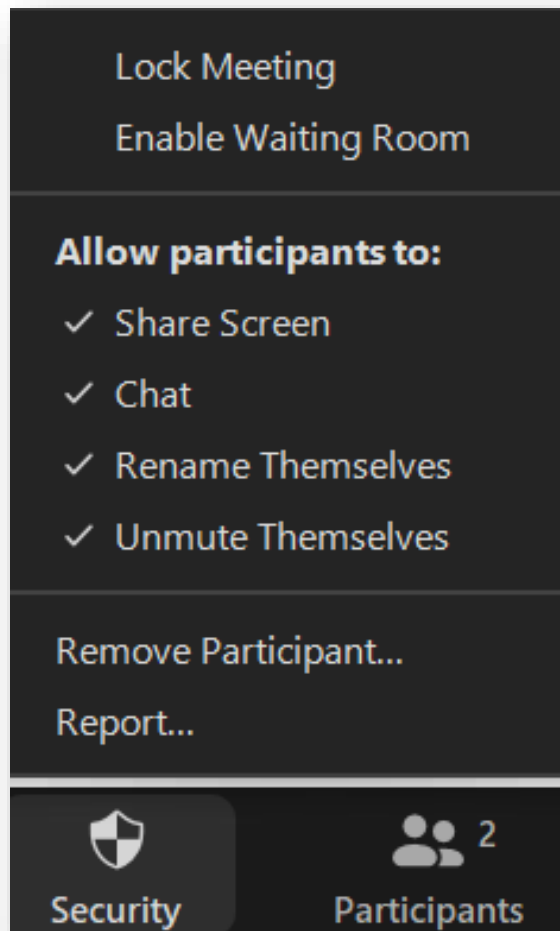 Lock Meeting
Enable Waiting Room
Allow participants to:
Share Screen
Chat
Rename Themselves
Unmute Themselves
Remove Participant...
Report...
2
Security
Participants